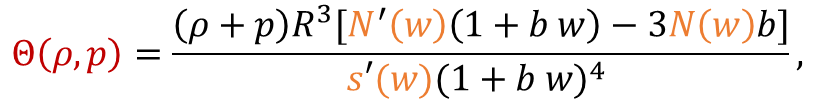 Θ(ρ,p) = (ρ + p)R³[N′(w)(1 + b w) − 3N(w)b] / s′(w)(1 + b w)⁴ ,